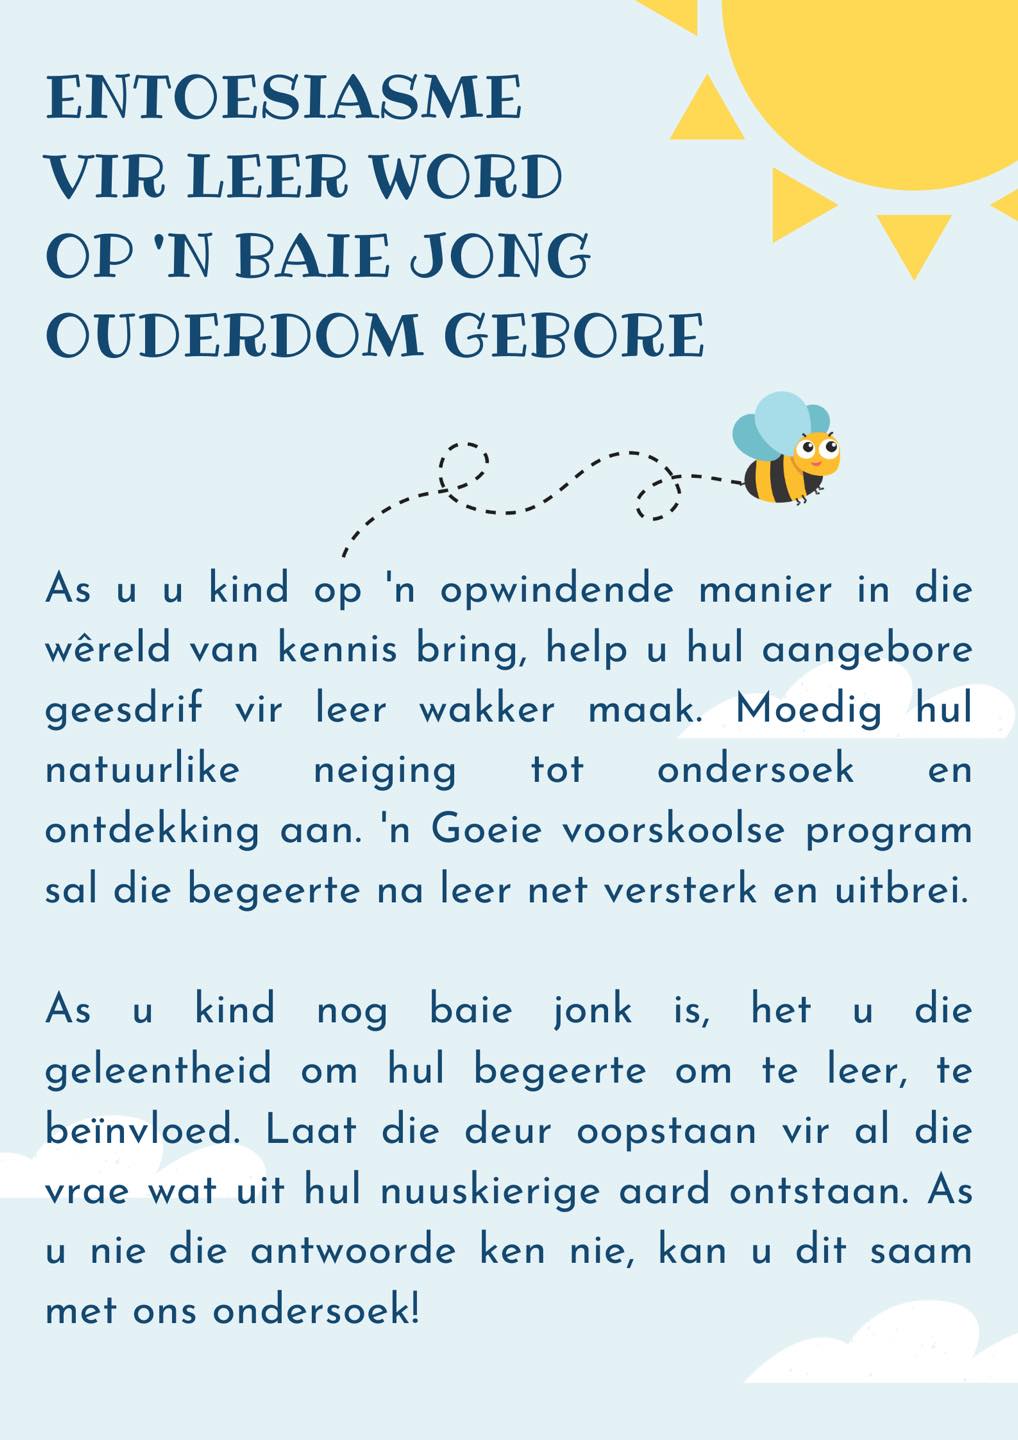 ENTOESIASME
VIR LEER WORD
OP 'N BAIE JONG
OUDERDOM GEBORE
As u u kind op 'n opwindende manier in die
wêreld van kennis bring, help u hul aangebore
geesdrif vir leer wakker maak. Moedig hul
natuurlike neiging tot ondersoek en
ontdekking aan. 'n Goeie voorskoolse program
sal die begeerte na leer net versterk en uitbrei.
As u kind nog baie jonk is, het u die
geleentheid om hul begeerte om te leer, te
beïnvloed. Laat die deur oopstaan vir al die
vrae wat uit hul nuuskierige aard ontstaan. As
u nie die antwoorde ken nie, kan u dit saam
met ons ondersoek!